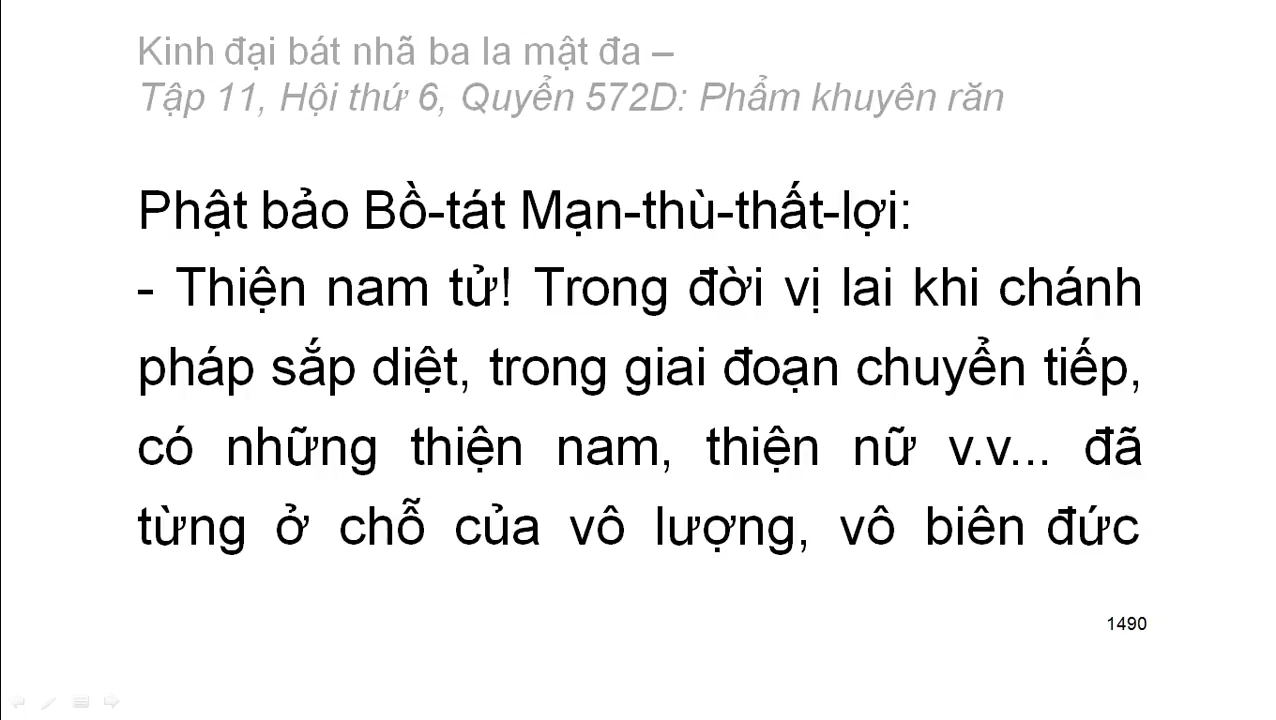 Kinh đại bát nhã ba la mật đa –
Tập 11, Hội thứ 6, Quyển 572D: Phẩm khuyên răn
Phật bảo Bồ-tát Mạn-thù-thất-lợi:
- Thiện nam tử! Trong đời vị lai khi chánh
pháp sắp diệt, trong giai đoạn chuyển tiếp,
có những thiện nam, thiện nữ v.v... đã
từng ở chỗ của vô lượng, vô biên đức
1490